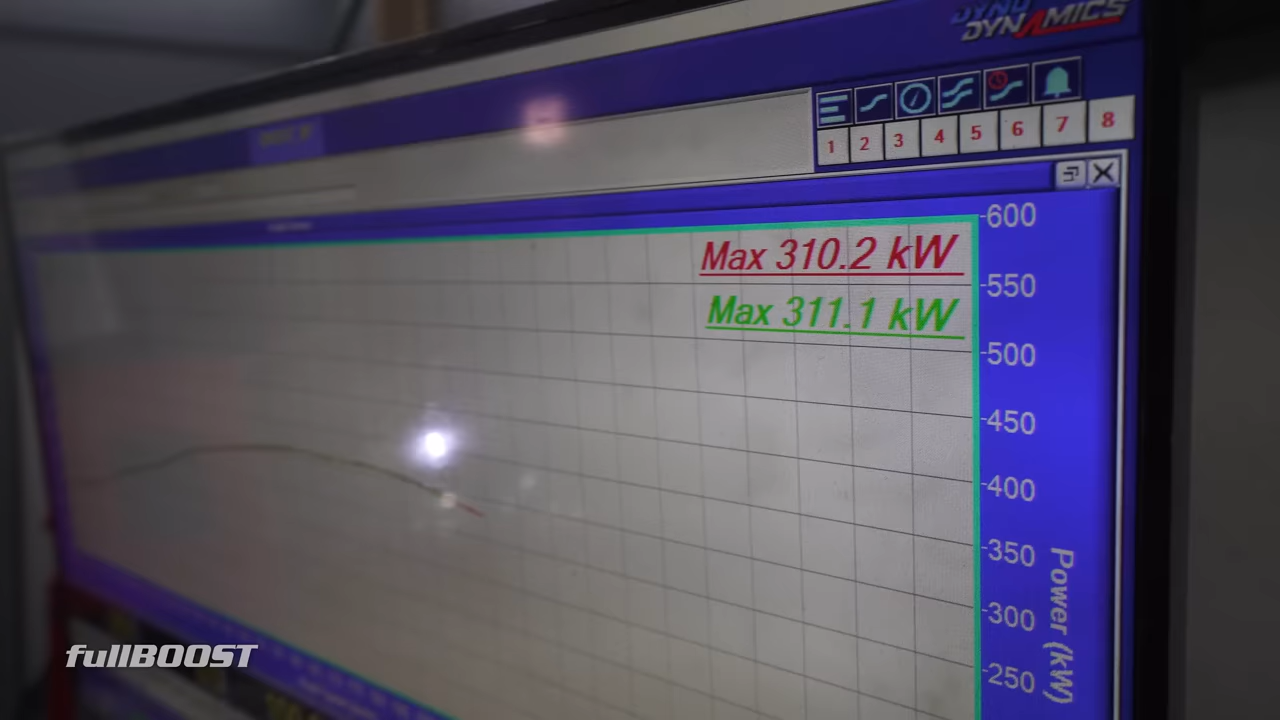 DYNO
DYNAMICS
1 2 3 4 5 6 7 8
Max 310.2 kW
Max 311.1 kW
600
550
500
450
400
350
300
250
Power (kW)
fullBOOST